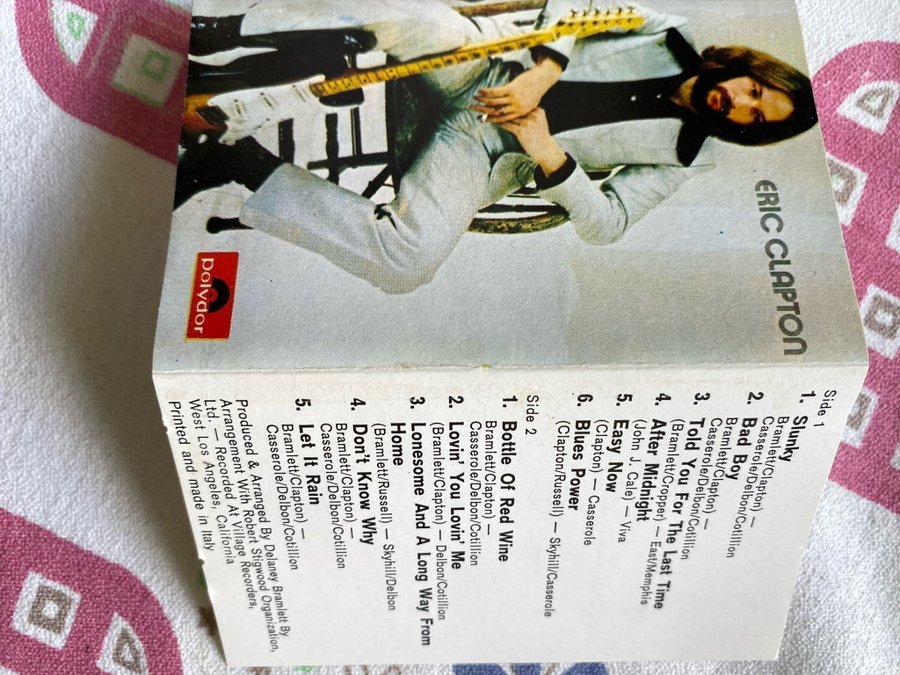 ERIC CLAPTON
polydor
Side 1
1. Slunky
Bramlett/Clapton) —
Casserole/Delbon/Cotillion
2. Bad Boy
Bramlett/Clapton) —
Casserole/Delbon/Cotillion
3. Told You For The Last Time
(Bramlett/Cropper) — East/Memphis
4. After Midnight
(John J. Cale) — Viva
5. Easy Now
(Clapton) — Casserole
6. Blues Power
(Clapton/Russell) — Skyhill/Casserole
Side 2
1. Bottle Of Red Wine
Bramlett/Clapton) —
Casserole/Delbon/Cotillion
2. Lovin' You Lovin' Me
(Bramlett/Clapton) — Delbon/Cotillion
3. Lonesome And A Long Way From
Home
(Bramlett/Russell) — Skyhill/Delbon
4. Don't Know Why
Bramlett/Clapton) —
Casserole/Delbon/Cotillion
5. Let It Rain
Bramlett/Clapton) —
Casserole/Delbon/Cotillion
Produced & Arranged By Delaney Bramlett By
Arrangement With Robert Stigwood Organization,
Ltd. — Recorded At Village Recorders,
West Los Angeles, California
Printed and made in Italy